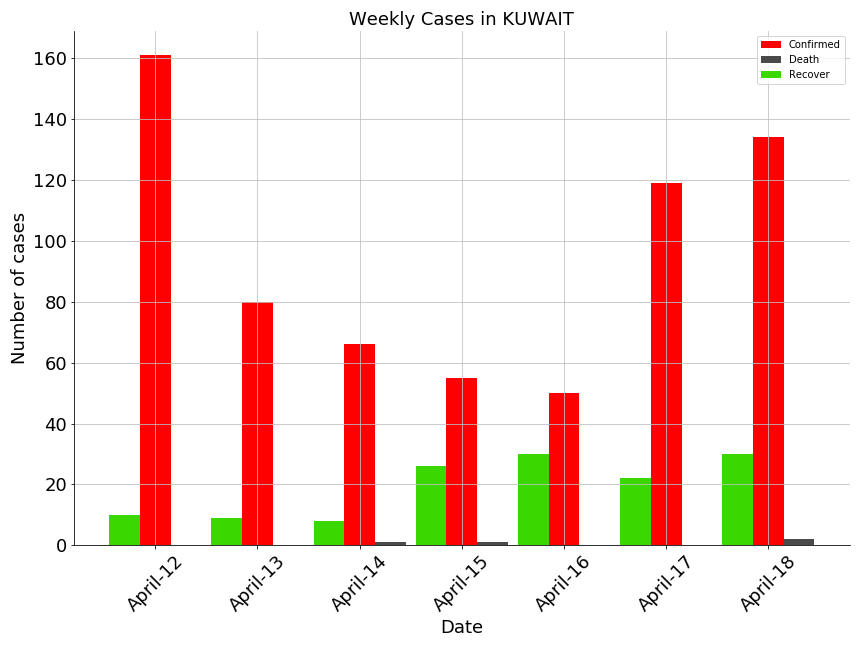 Weekly Cases in KUWAIT
Confirmed
Death
Recover
160
140
120
100
80
60
40
20
0
Number of cases
April-12
April-13
April-14
April-15
April-16
April-17
April-18
Date